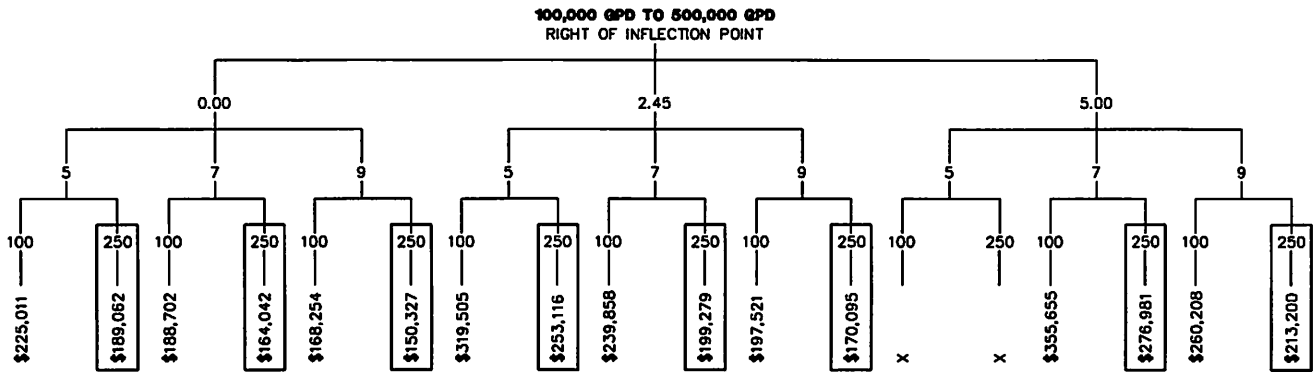 100,000 GPD TO 500,000 GPD
RIGHT OF INFLECTION POINT
0.00 2.45 5.00
5 7 9 5 7 9 5 7 9
100 250 100 250 100 250 100 250 100 250 100 250 100 250 100 250 100 250
$225,011 $189,062 $188,702 $164,042 $168,254 $150,327 $319,505 $253,116 $239,858 $199,279 $197,521 $170,095 X X $355,655 $276,981 $260,208 $213,200